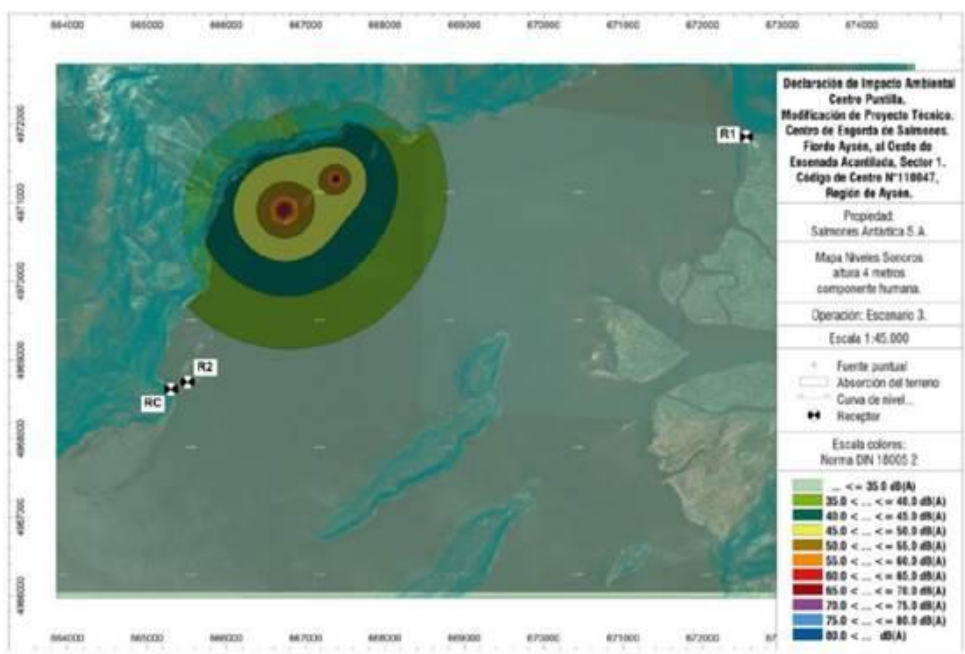 664000 665000 666000 667000 668000 669000 670000 671000 672000 673000 674000
4972000
4971000
4970000
4969000
4968000
4967000
4966000
R1
R2
RC
Declaración de Impacto Ambiental
Centro Puntilla.
Modificación de Proyecto Técnico.
Centro de Engorda de Salmones.
Fiordo Aysén, al Oeste de
Ensenada Acantilada, Sector 1.
Código de Centro N°110847,
Región de Aysén.
Propiedad:
Salmones Antártica S.A.
Mapa Niveles Sonoros
altura 4 metros
componente humana.
Operación: Escenario 3.
Escala 1:45.000
Fuente puntual
Absorción del terreno
Curva de nivel...
Receptor
Escala colores:
Norma DIN 18005 2
... <= 35.0 dB(A)
35.0 < ... <= 40.0 dB(A)
40.0 < ... <= 45.0 dB(A)
45.0 < ... <= 50.0 dB(A)
50.0 < ... <= 55.0 dB(A)
55.0 < ... <= 60.0 dB(A)
60.0 < ... <= 65.0 dB(A)
65.0 < ... <= 70.0 dB(A)
70.0 < ... <= 75.0 dB(A)
75.0 < ... <= 80.0 dB(A)
80.0 < ... dB(A)
664000 665000 666000 667000 668000 669000 670000 671000 672000